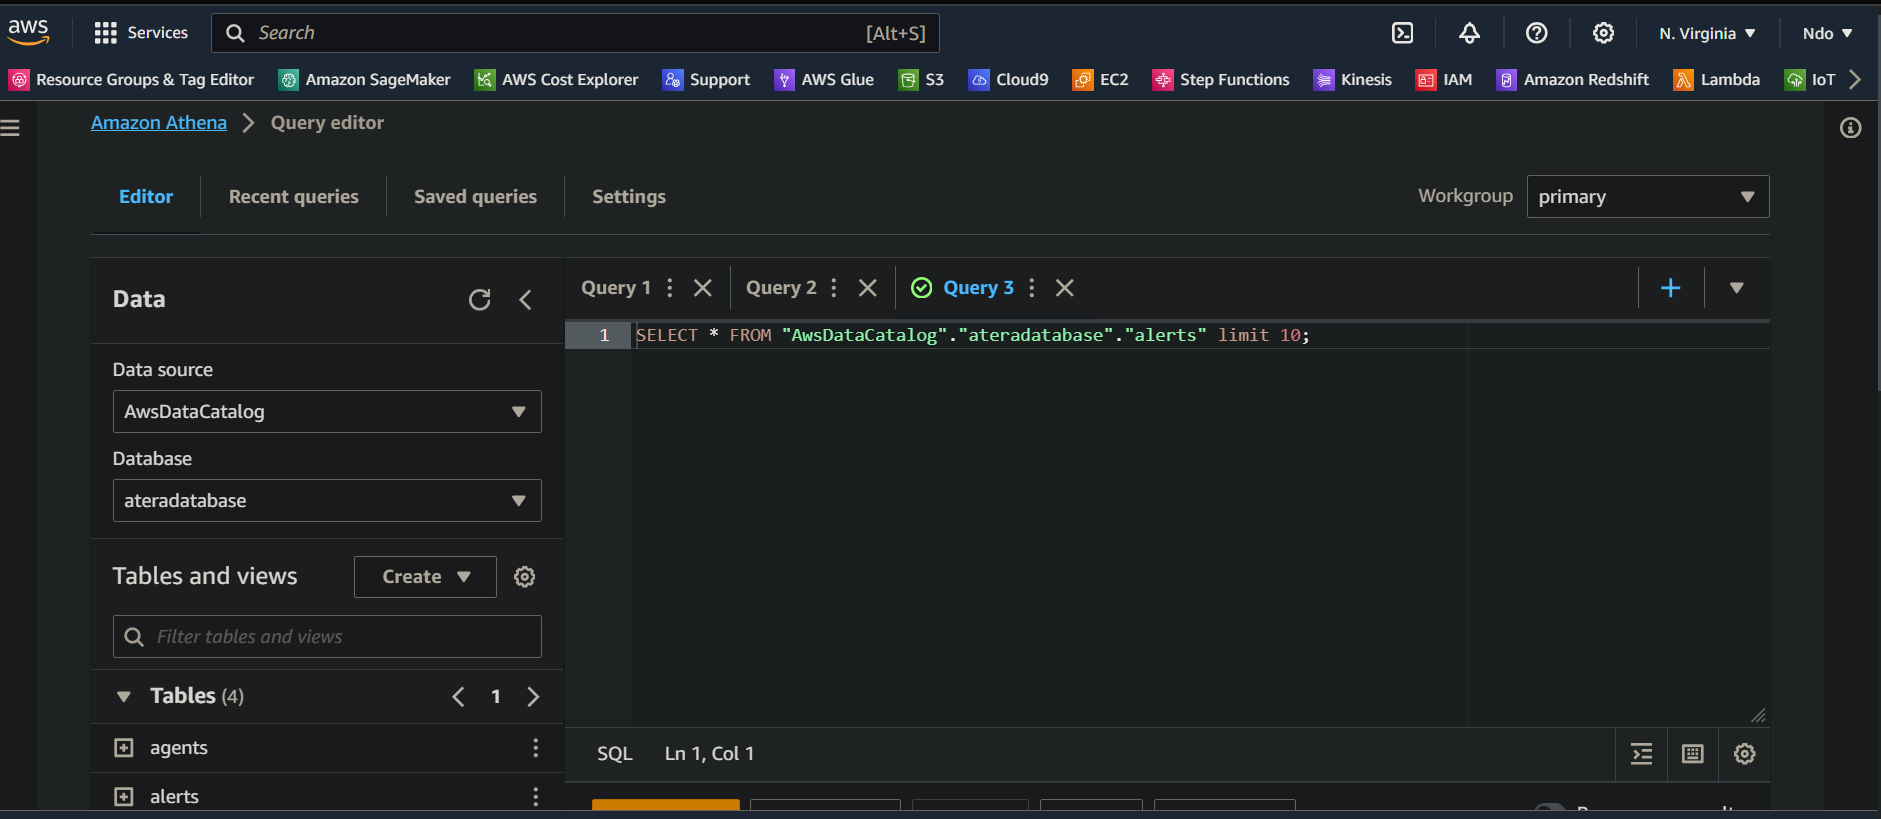 aws Services Search [Alt+S] N. Virginia Ndo
Resource Groups & Tag Editor Amazon SageMaker AWS Cost Explorer Support AWS Glue S3 Cloud9 EC2 Step Functions Kinesis IAM Amazon Redshift Lambda IoT
Amazon Athena Query editor
Editor Recent queries Saved queries Settings Workgroup primary
Data
Query 1 Query 2 Query 3
1 SELECT * FROM "AwsDataCatalog"."ateradatabase"."alerts" limit 10;
Data source
AwsDataCatalog
Database
ateradatabase
Tables and views Create
Filter tables and views
Tables (4) 1
agents
alerts
SQL Ln 1, Col 1